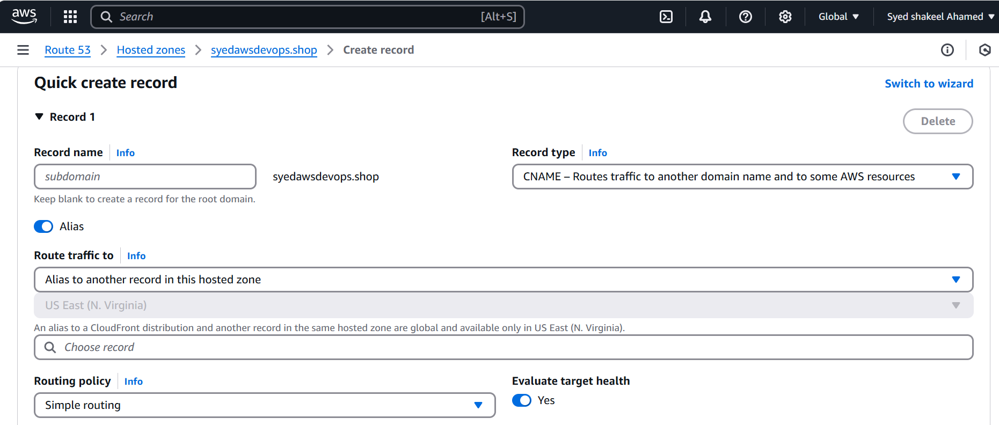 aws Search [Alt+S] Global Syed shakeel Ahamed
Route 53 Hosted zones syedawsdevops.shop Create record
Quick create record Switch to wizard
Record 1 Delete
Record name Info Record type Info
subdomain syedawsdevops.shop CNAME – Routes traffic to another domain name and to some AWS resources
Keep blank to create a record for the root domain.
Alias
Route traffic to Info
Alias to another record in this hosted zone
US East (N. Virginia)
An alias to a CloudFront distribution and another record in the same hosted zone are global and available only in US East (N. Virginia).
Choose record
Routing policy Info Evaluate target health
Simple routing Yes